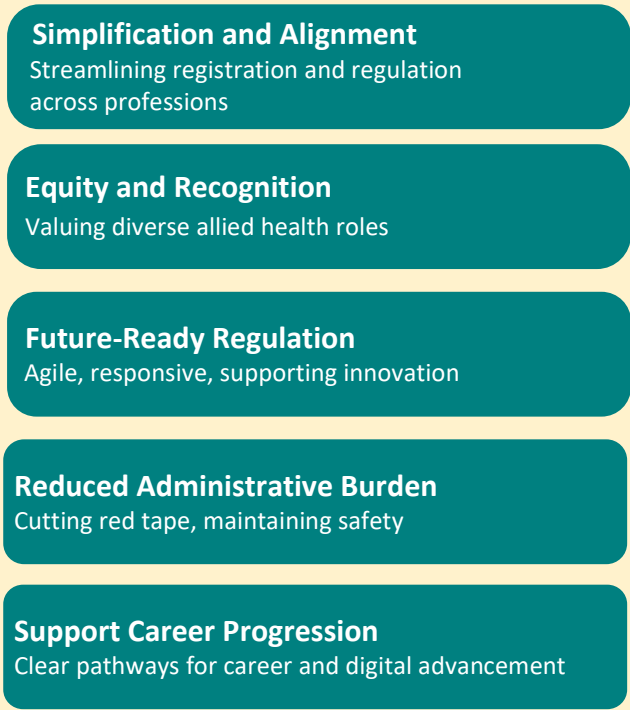 Simplification and Alignment
Streamlining registration and regulation
across professions
Equity and Recognition
Valuing diverse allied health roles
Future-Ready Regulation
Agile, responsive, supporting innovation
Reduced Administrative Burden
Cutting red tape, maintaining safety
Support Career Progression
Clear pathways for career and digital advancement